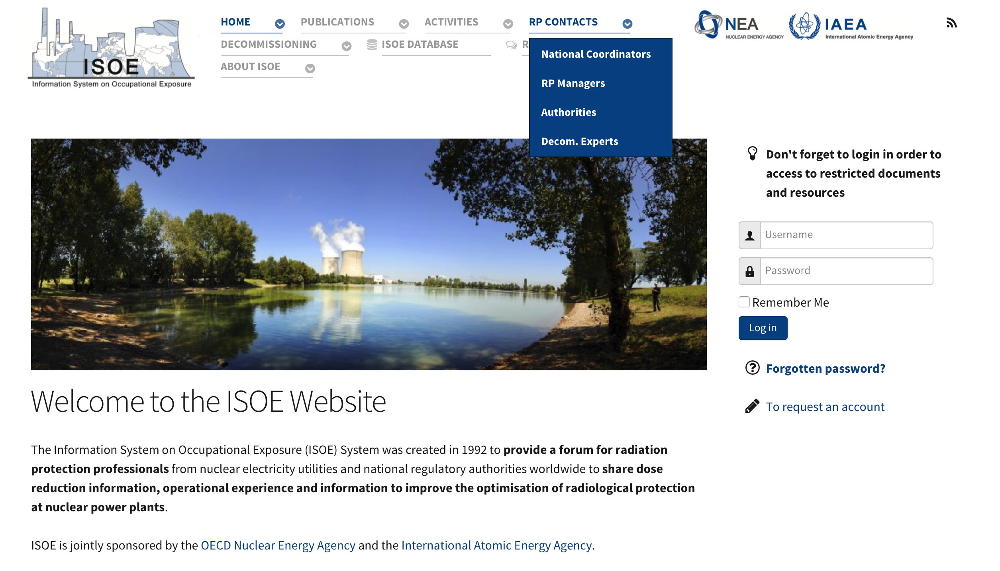 ISOE
Information System on Occupational Exposure
HOME
PUBLICATIONS
ACTIVITIES
RP CONTACTS
DECOMMISSIONING
ISOE DATABASE
R
ABOUT ISOE
National Coordinators
RP Managers
Authorities
Decom. Experts
NEA
NUCLEAR ENERGY AGENCY
IAEA
International Atomic Energy Agency
Don't forget to login in order to
access to restricted documents
and resources
Username
Password
Remember Me
Log in
Forgotten password?
To request an account
Welcome to the ISOE Website
The Information System on Occupational Exposure (ISOE) System was created in 1992 to provide a forum for radiation
protection professionals from nuclear electricity utilities and national regulatory authorities worldwide to share dose
reduction information, operational experience and information to improve the optimisation of radiological protection
at nuclear power plants.
ISOE is jointly sponsored by the OECD Nuclear Energy Agency and the International Atomic Energy Agency.